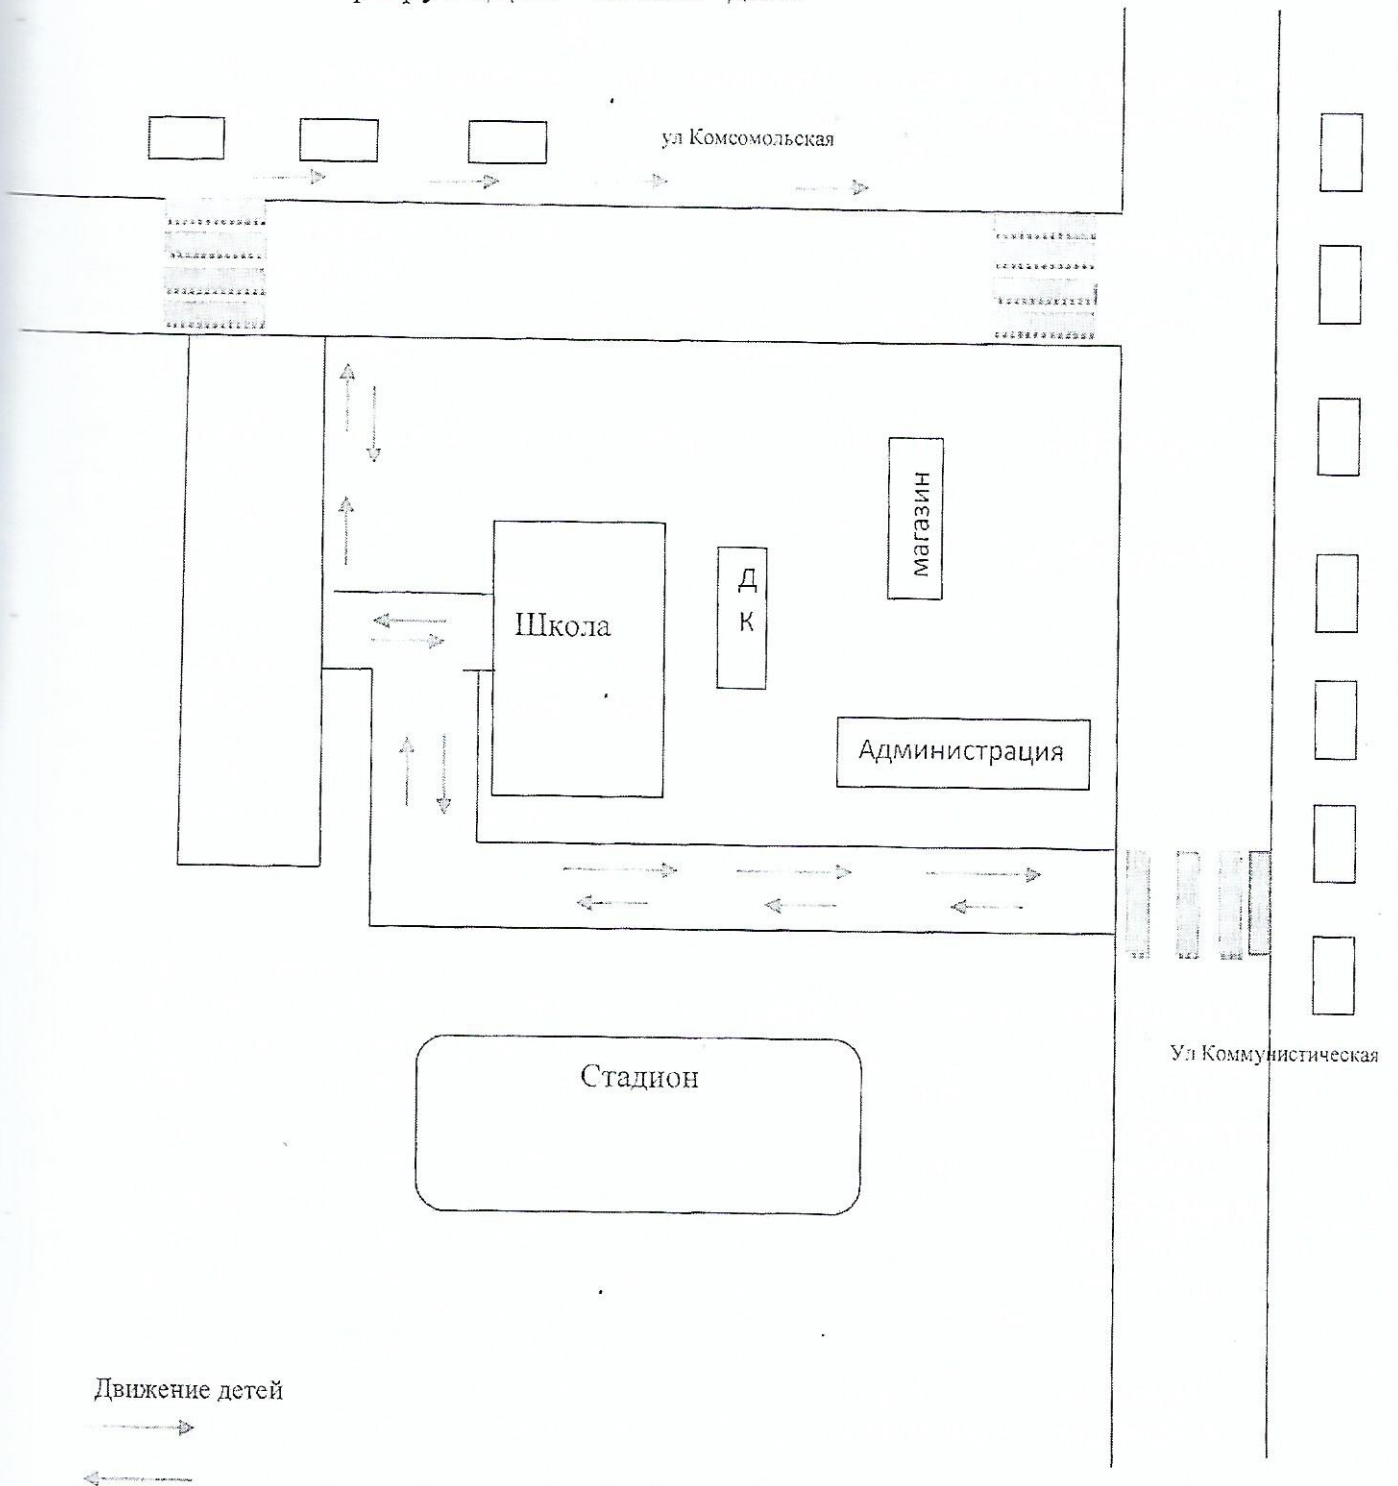 ул Комсомольская
магазин
Д
К
Школа
Администрация
Ул Коммунистическая
Стадион
Движение детей